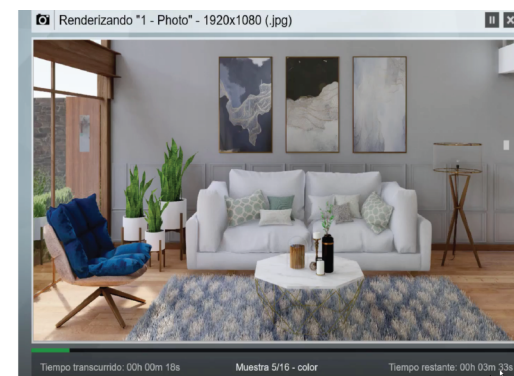 Renderizando "1 - Photo" - 1920x1080 (.jpg)
Tiempo transcurrido: 00h 00m 18s
Muestra 5/16 - color
Tiempo restante: 00h 03m 33s